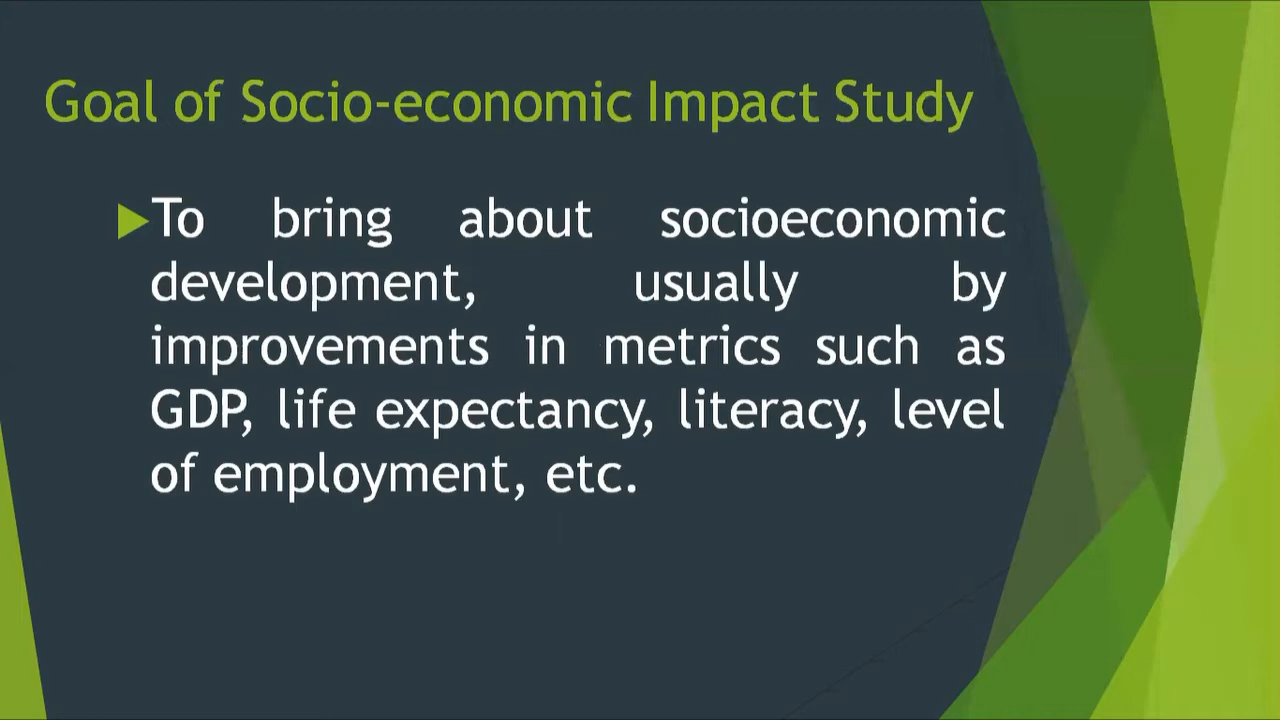 Goal of Socio-economic Impact Study
To bring about socioeconomic
development, usually by
improvements in metrics such as
GDP, life expectancy, literacy, level
of employment, etc.